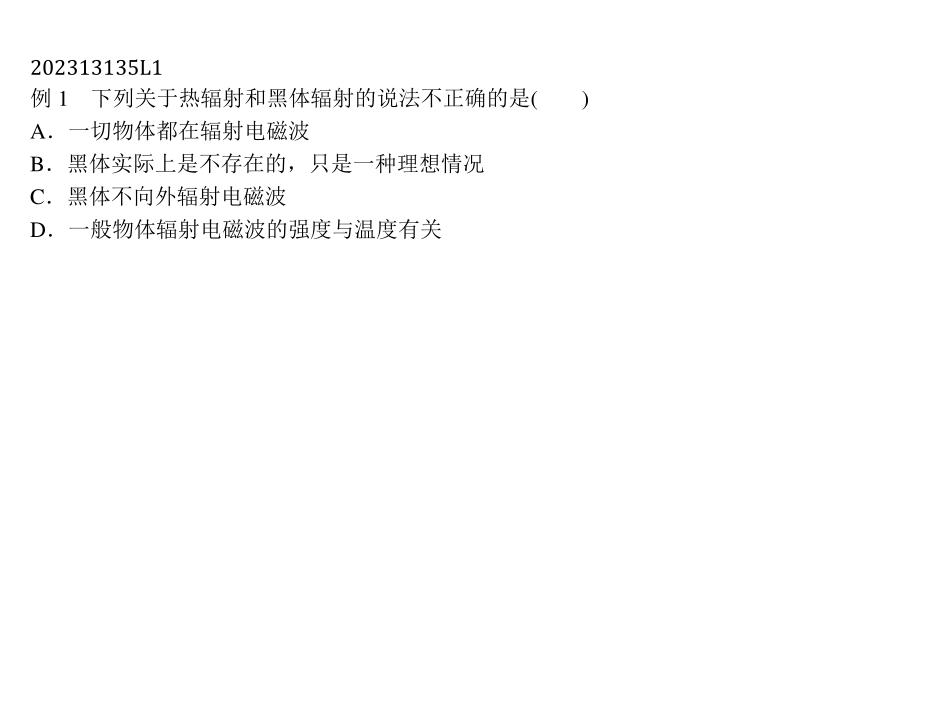 202313135L1
例 1　下列关于热辐射和黑体辐射的说法不正确的是(　　)
A．一切物体都在辐射电磁波
B．黑体实际上是不存在的，只是一种理想情况
C．黑体不向外辐射电磁波
D．一般物体辐射电磁波的强度与温度有关